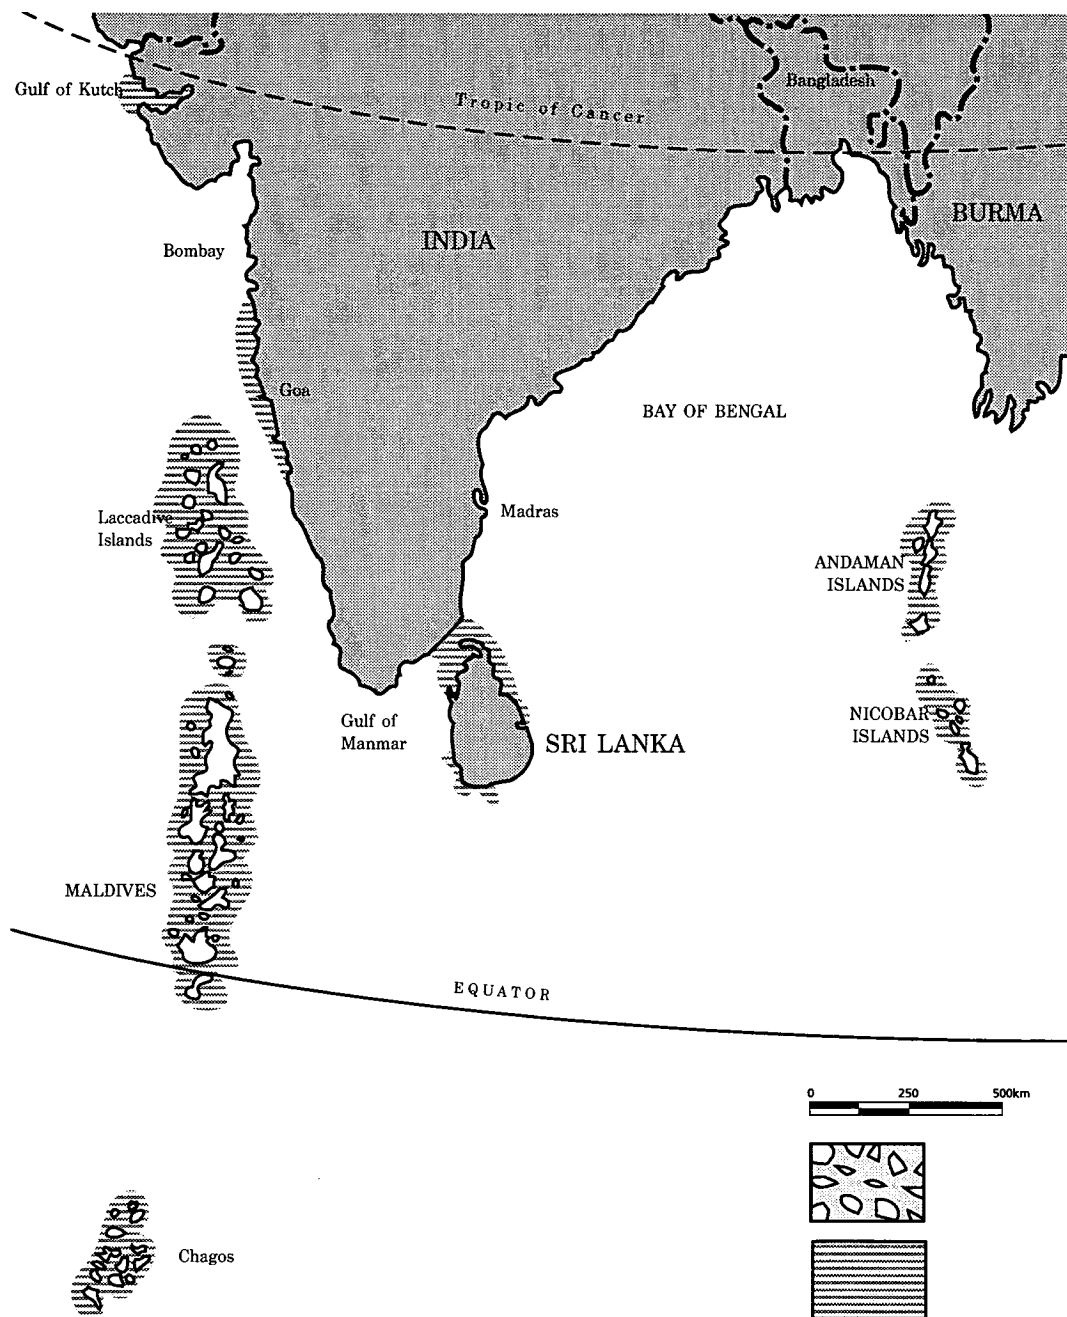 Gulf of Kutch
Tropic of Cancer
Bangladesh
BURMA
INDIA
Bombay
Goa
BAY OF BENGAL
Laccadive
Islands
Madras
ANDAMAN
ISLANDS
Gulf of
Manmar
SRI LANKA
NICOBAR
ISLANDS
MALDIVES
EQUATOR
0 250 500km
Chagos